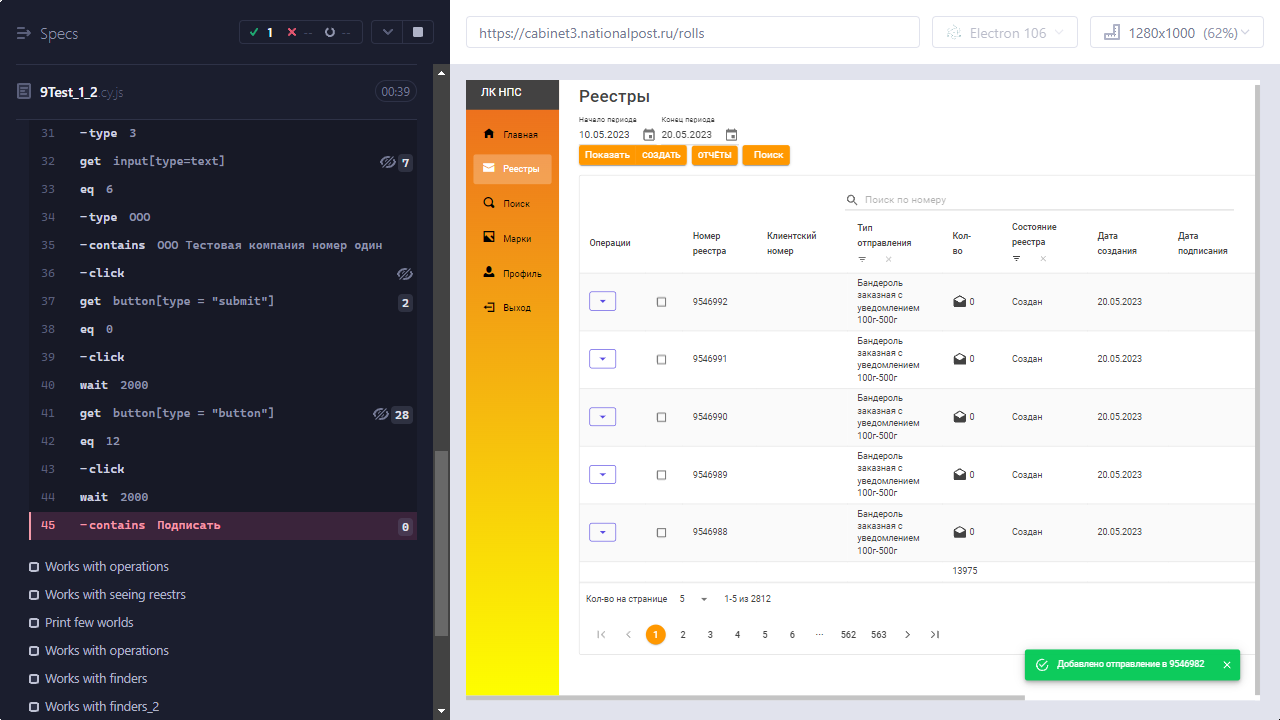 Specs
1
--
--
9Test_1_2.cy.js
00:39
31 -type 3
32 get input[type=text] 7
33 eq 6
34 -type ООО
35 -contains ООО Тестовая компания номер один
36 -click
37 get button[type = "submit"] 2
38 eq 0
39 -click
40 wait 2000
41 get button[type = "button"] 28
42 eq 12
43 -click
44 wait 2000
45 -contains Подписать 0
Works with operations
Works with seeing reestrs
Print few worlds
Works with operations
Works with finders
Works with finders_2
https://cabinet3.nationalpost.ru/rolls
Electron 106
1280x1000 (62%)
ЛК НПС
Главная
Реестры
Поиск
Марки
Профиль
Выход
Реестры
Начало периода Конец периода
10.05.2023 20.05.2023
Показать СОЗДАТЬ ОТЧЁТЫ Поиск
Поиск по номеру
Операции
Номер
реестра
Клиентский
номер
Тип
отправления
Кол-
во
Состояние
реестра
Дата
создания
Дата
подписания
9546992
Бандероль
заказная с
уведомлением
100г-500г
0 Создан 20.05.2023
9546991
Бандероль
заказная с
уведомлением
100г-500г
0 Создан 20.05.2023
9546990
Бандероль
заказная с
уведомлением
100г-500г
0 Создан 20.05.2023
9546989
Бандероль
заказная с
уведомлением
100г-500г
0 Создан 20.05.2023
9546988
Бандероль
заказная с
уведомлением
100г-500г
0 Создан 20.05.2023
13975
Кол-во на странице 5 1-5 из 2812
1 2 3 4 5 6 ··· 562 563
Добавлено отправление в 9546982